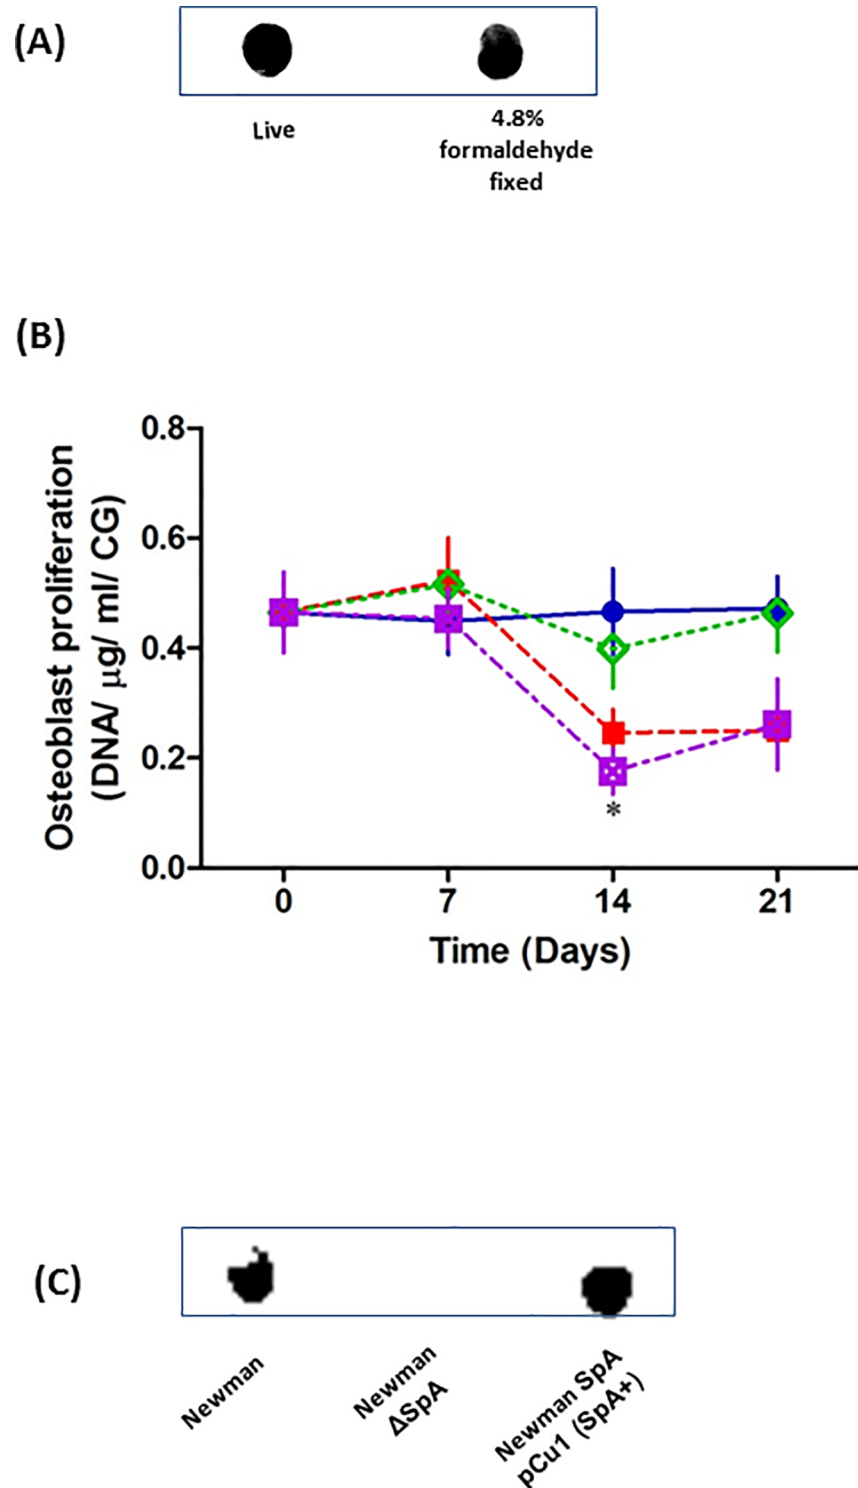 (A)
Live
4.8%
formaldehyde
fixed
(B)
Osteoblast proliferation
(DNA/ μg/ ml/ CG)
0.8
0.6
0.4
0.2
0.0
*
0
7
14
21
Time (Days)
(C)
Newman
Newman
ΔSpA
Newman SpA
pCu1 (SpA+)